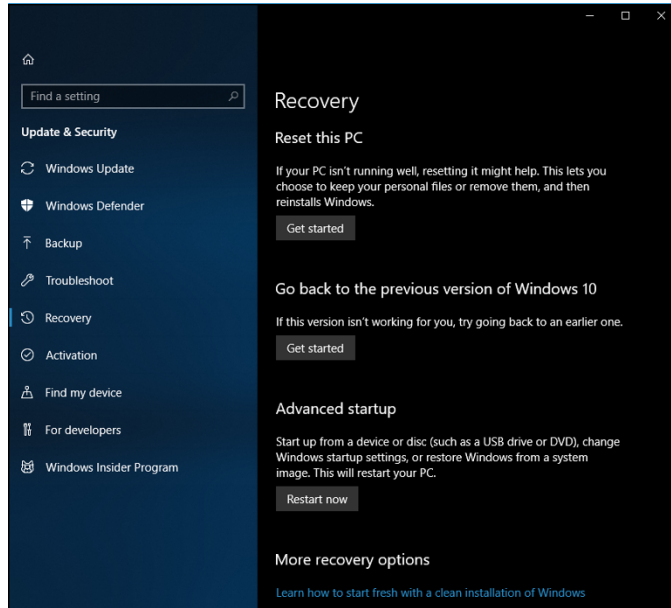 Find a setting
Update & Security
Windows Update
Windows Defender
Backup
Troubleshoot
Recovery
Activation
Find my device
For developers
Windows Insider Program
Recovery
Reset this PC
If your PC isn't running well, resetting it might help. This lets you
choose to keep your personal files or remove them, and then
reinstalls Windows.
Get started
Go back to the previous version of Windows 10
If this version isn't working for you, try going back to an earlier one.
Get started
Advanced startup
Start up from a device or disc (such as a USB drive or DVD), change
Windows startup settings, or restore Windows from a system
image. This will restart your PC.
Restart now
More recovery options
Learn how to start fresh with a clean installation of Windows